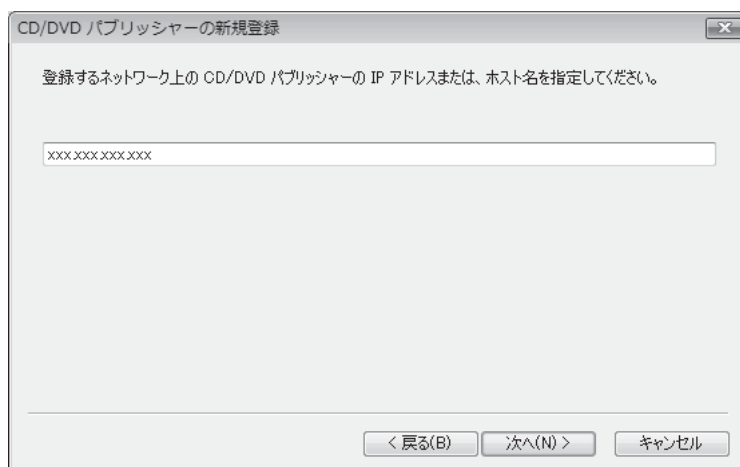 CD/DVD パブリッシャーの新規登録
登録するネットワーク上の CD/DVD パブリッシャーの IP アドレスまたは、ホスト名を指定してください。
xxx.xxx.xxx.xxx
< 戻る(B) 次へ(N) > キャンセル